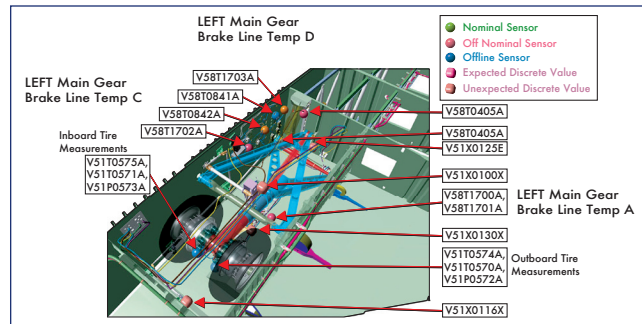 LEFT Main Gear
Brake Line Temp D
Nominal Sensor
Off Nominal Sensor
Offline Sensor
Expected Discrete Value
Unexpected Discrete Value
LEFT Main Gear
Brake Line Temp C
V58T1703A
V58T0841A
V58T0842A
V58T1702A
Inboard Tire
Measurements
V51T0575A,
V51T0571A,
V51P0573A
V58T0405A
V58T0405A
V51X0125E
V51X0100X
V58T1700A,
V58T1701A
LEFT Main Gear
Brake Line Temp A
V51X0130X
V51T0574A,
V51T0570A,
V51P0572A
Outboard Tire
Measurements
V51X0116X